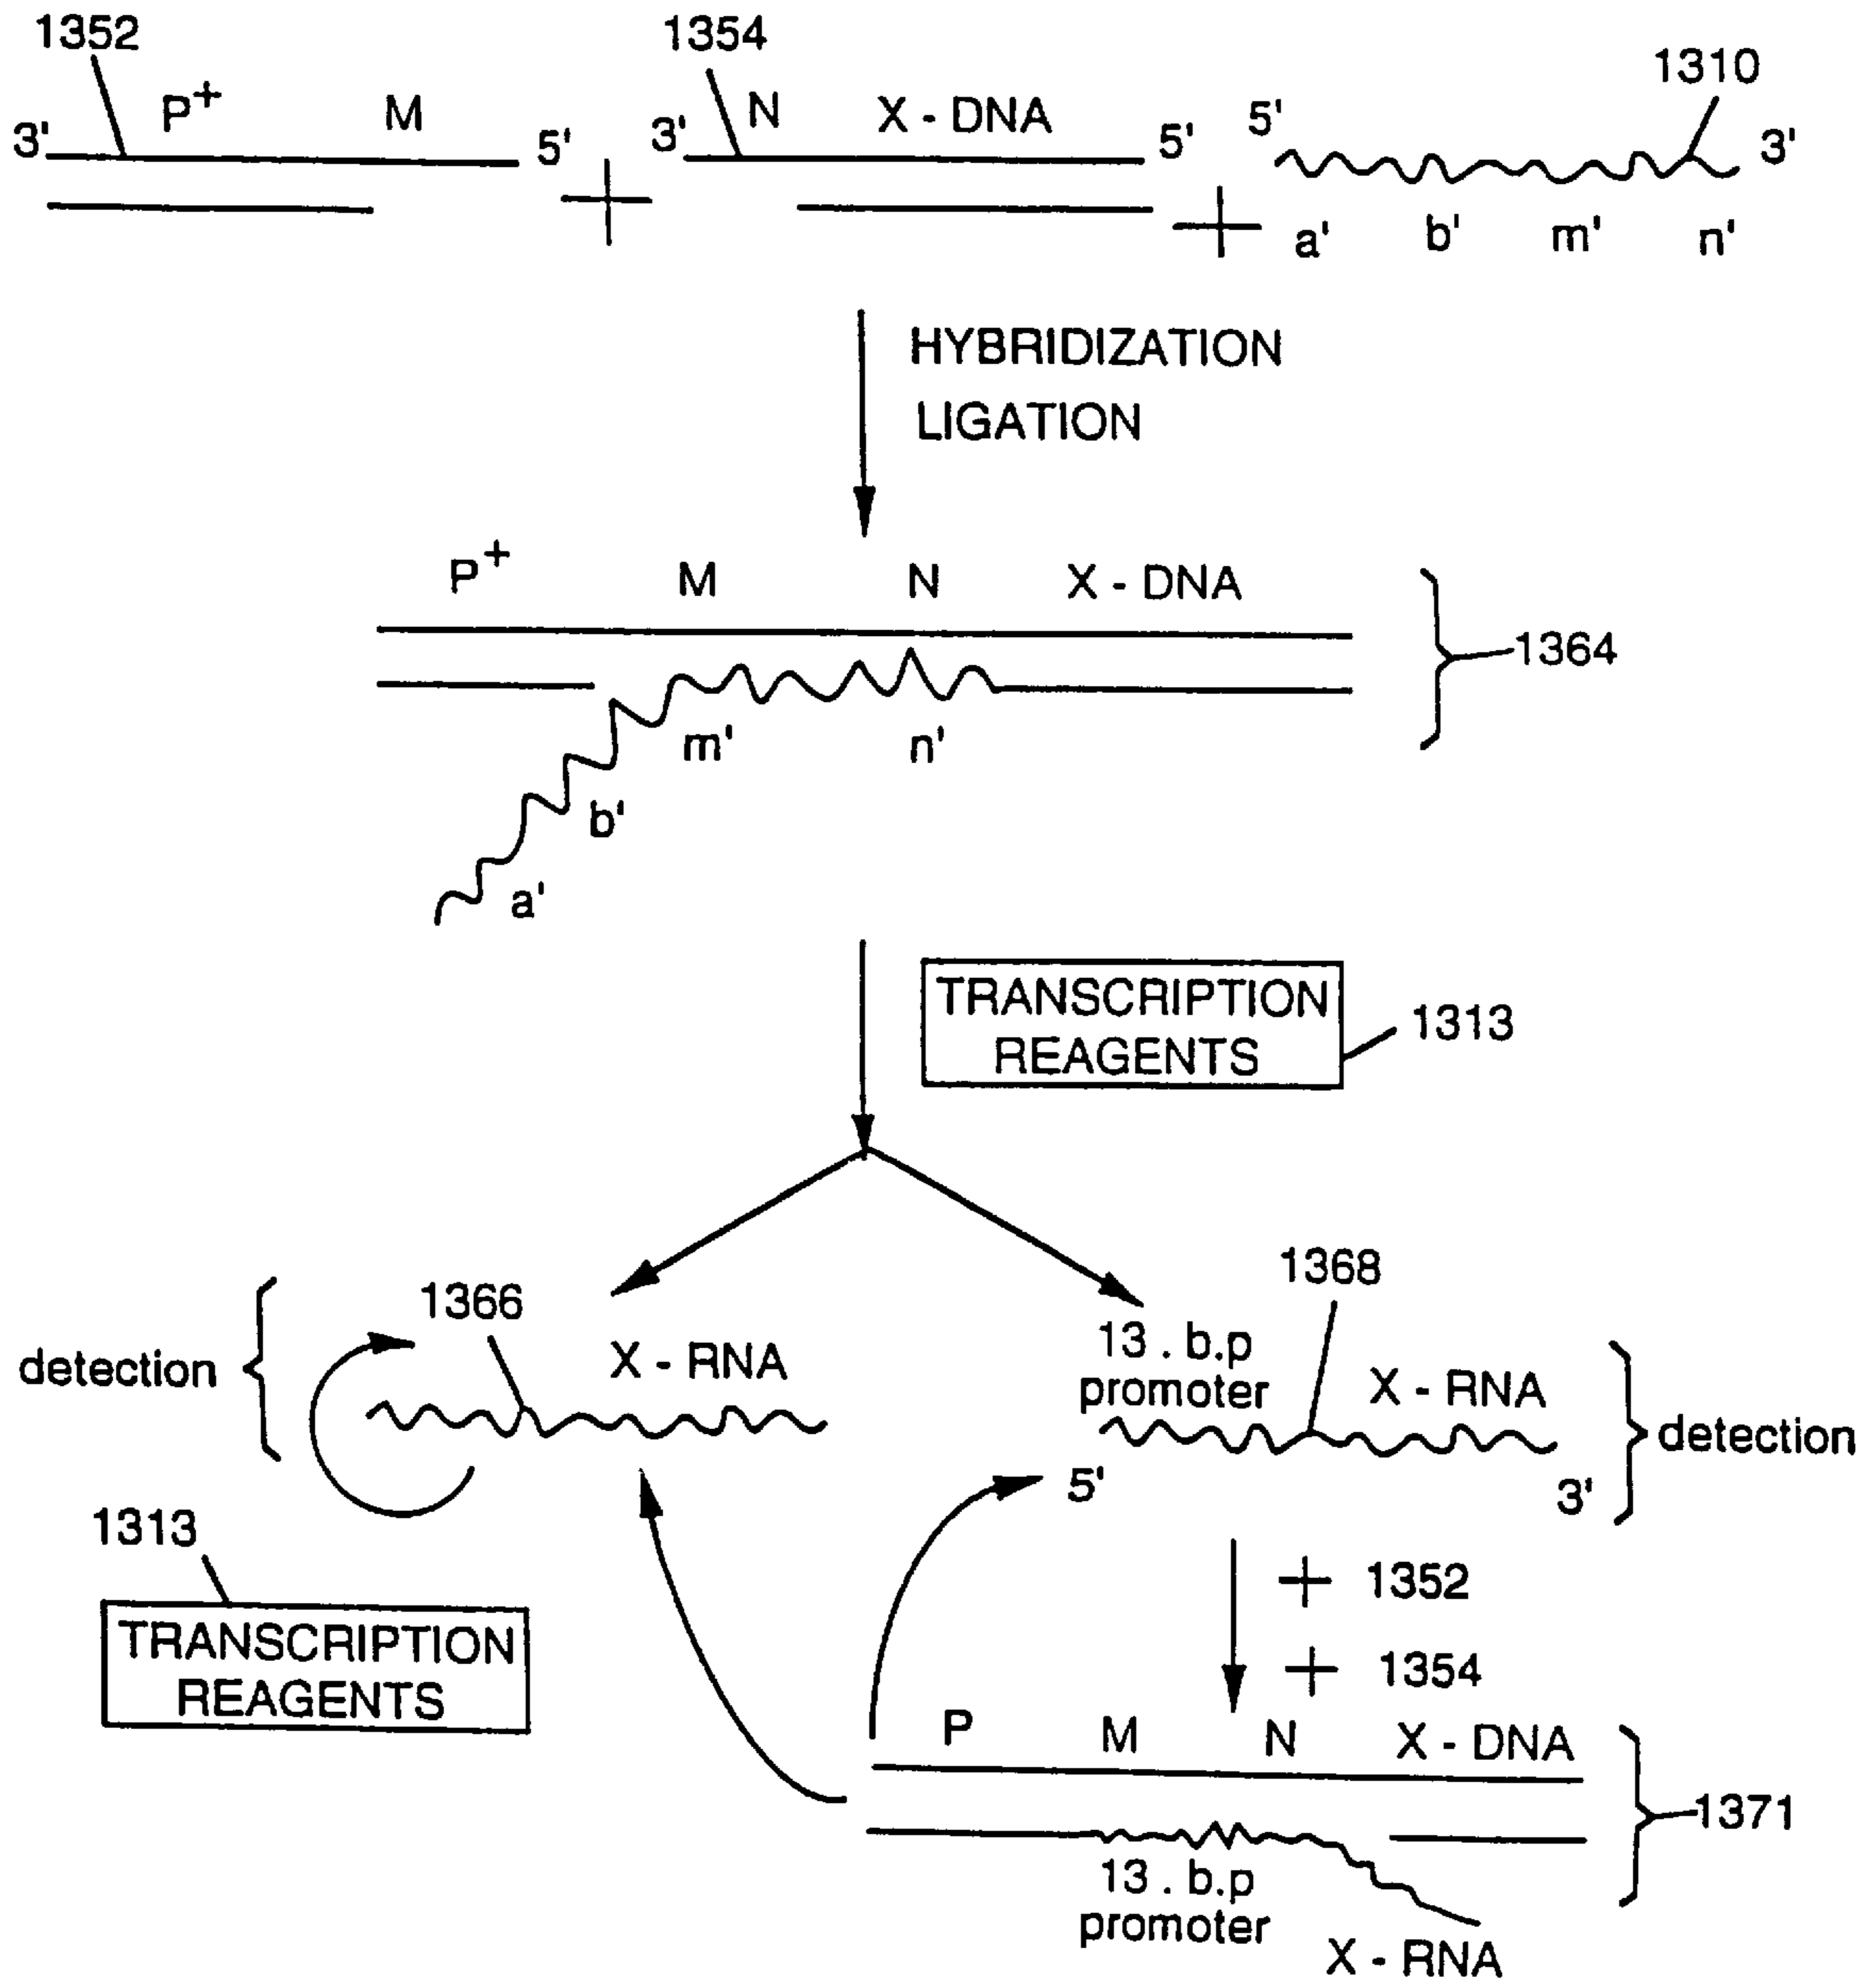 1352
1354
1310
3' P+ M 5'
3' N X - DNA 5'
5' 3'
a' b' m' n'
HYBRIDIZATION
LIGATION
P+ M N X - DNA
1364
m' n'
b'
a'
TRANSCRIPTION
REAGENTS
1313
detection
1366
X - RNA
1368
13 . b.p
promoter
X - RNA
5' 3'
detection
1313
TRANSCRIPTION
REAGENTS
+ 1352
+ 1354
P M N X - DNA
1371
13 . b.p
promoter
X - RNA